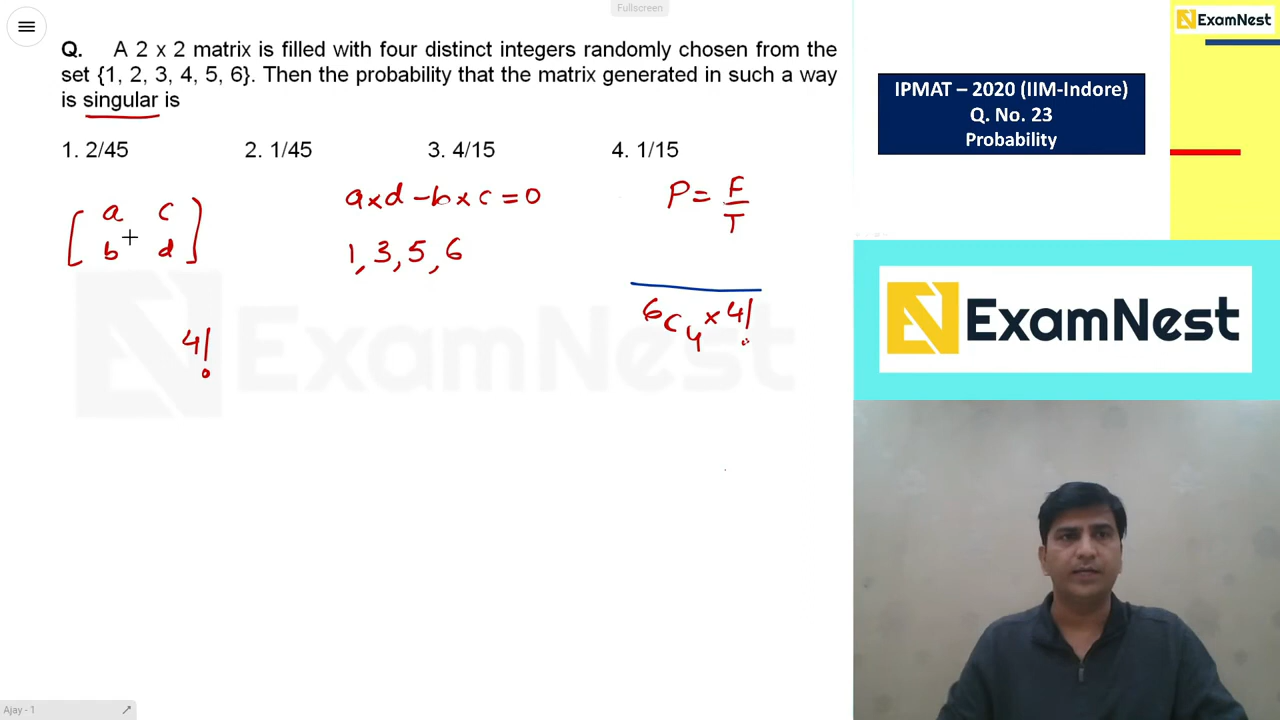 Fullscreen
ExamNest
Q. A 2 x 2 matrix is filled with four distinct integers randomly chosen from the
set {1, 2, 3, 4, 5, 6}. Then the probability that the matrix generated in such a way
is singular is
1. 2/45 2. 1/45 3. 4/15 4. 1/15
IPMAT – 2020 (IIM-Indore)
Q. No. 23
Probability
a c
b d
a×d - b×c = 0
1, 3, 5, 6
P = F/T
6C4 × 4!
4!
ExamNest
ExamNest
Ajay - 1